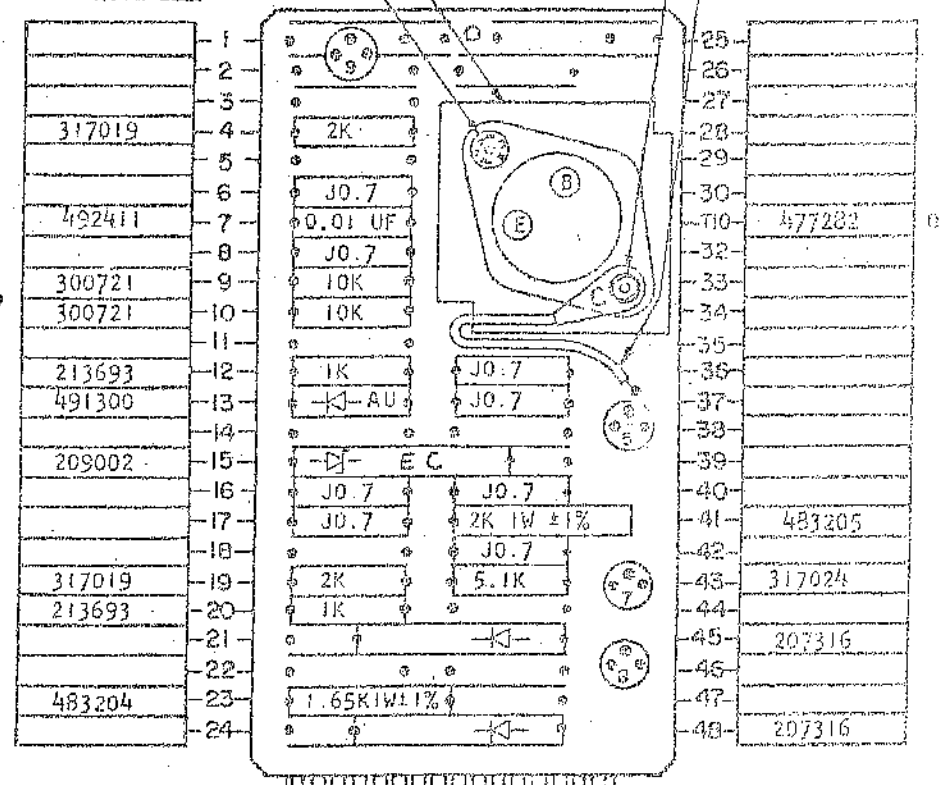 1 25
2 26
3 27
317019 4 2K 28
5 29
6 J0.7 30
492411 7 0.01 UF T10 477282
8 J0.7 32
300721 9 10K 33
300721 10 10K 34
11 35
213693 12 1K J0.7 36
491300 13 AU J0.7 37
14 38
209002 15 E C 39
16 J0.7 J0.7 40
17 J0.7 2K 1W ±1% 41 483205
18 J0.7 42
317019 19 2K 5.1K 43 317024
213693 20 1K 44
21 45 207316
22 46
483204 23 1.65K1W±1% 47
24 48 207316
9
B
E
C
7